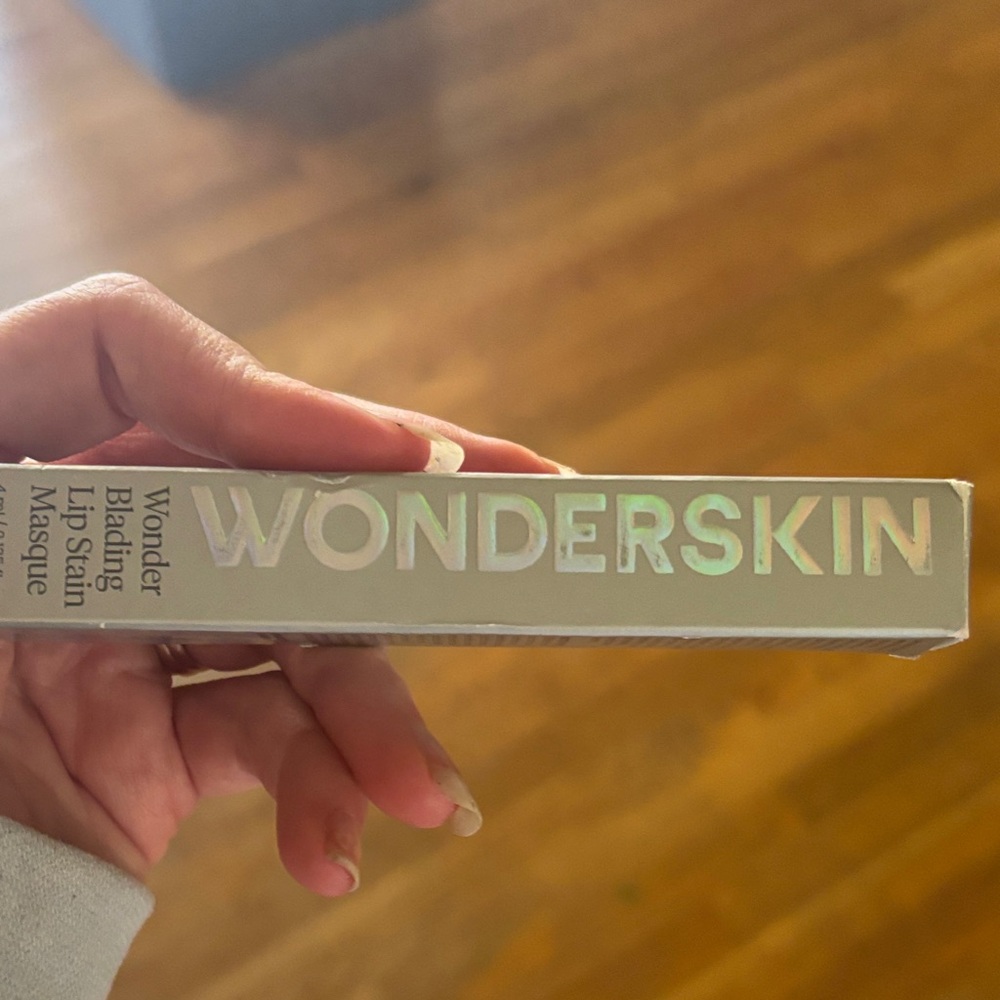 WONDERSKIN
Wonder
Blading
Lip Stain
Masque